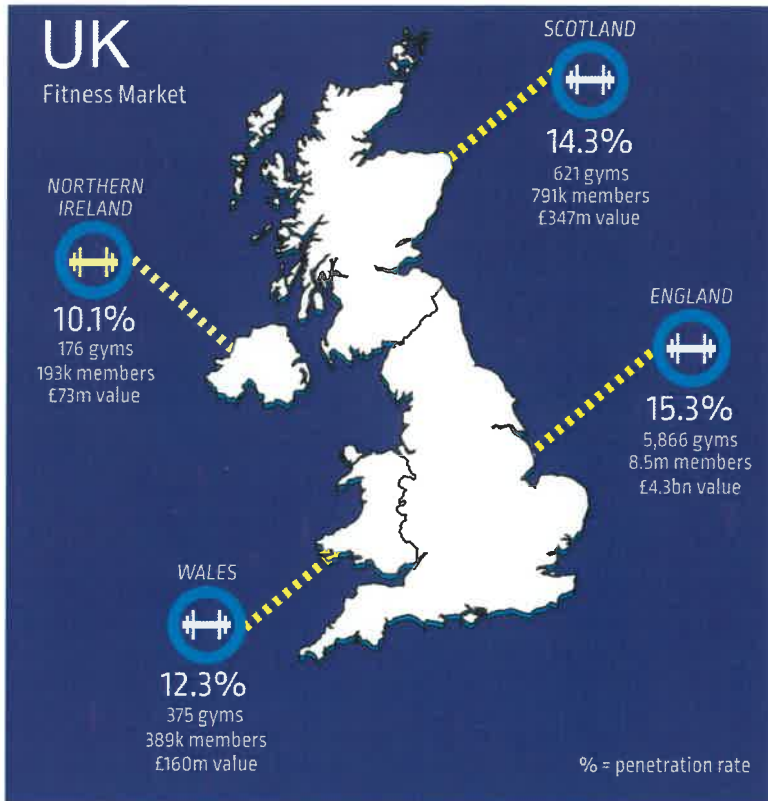 UK
Fitness Market
SCOTLAND
14.3%
621 gyms
791k members
£347m value
NORTHERN
IRELAND
10.1%
176 gyms
193k members
£73m value
ENGLAND
15.3%
5,866 gyms
8.5m members
£4.3bn value
WALES
12.3%
375 gyms
389k members
£160m value
% = penetration rate